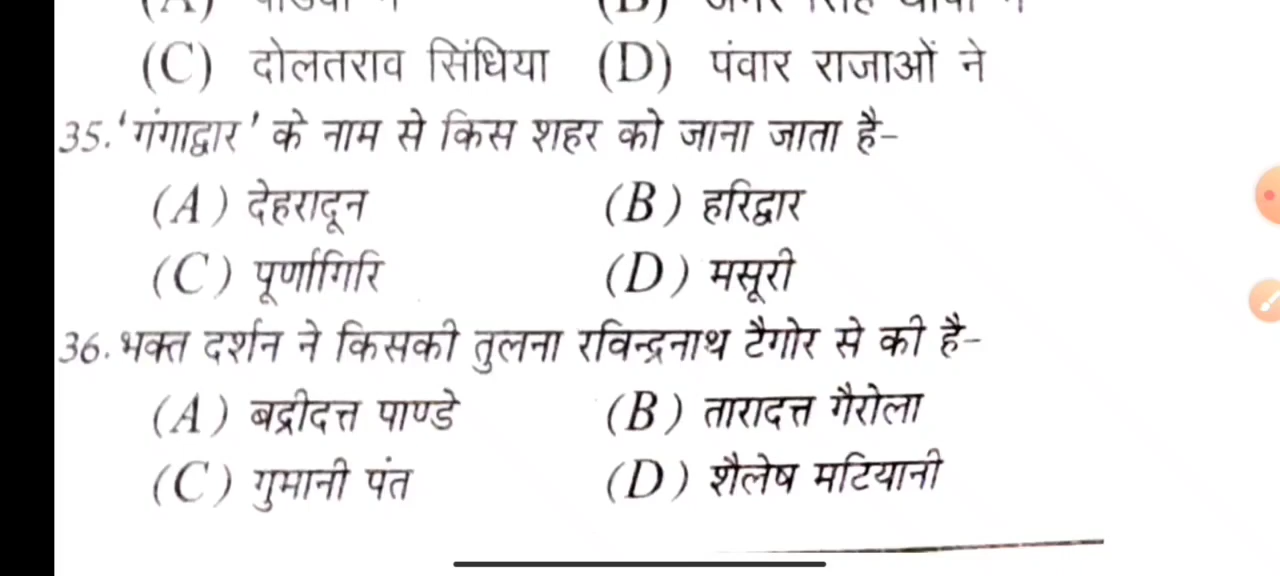 (C) दोलतराव सिंधिया (D) पंवार राजाओं ने
35.'गंगाद्वार' के नाम से किस शहर को जाना जाता है-
(A) देहरादून (B) हरिद्वार
(C) पूर्णागिरि (D) मसूरी
36. भक्त दर्शन ने किसकी तुलना रविन्द्रनाथ टैगोर से की है-
(A) बद्रीदत्त पाण्डे (B) तारादत्त गैरोला
(C) गुमानी पंत (D) शैलेष मटियानी